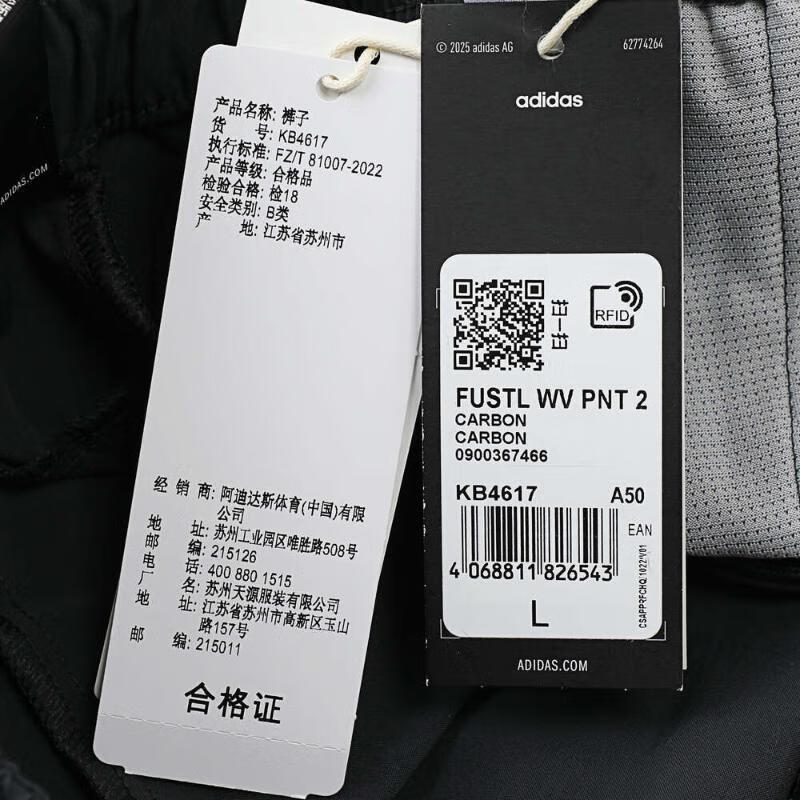 ADIDAS.COM
产品名称: 裤子
货 号: KB4617
执行标准: FZ/T 81007-2022
产品等级: 合格品
检验合格: 检18
安全类别: B类
产 地: 江苏省苏州市
经 销 商: 阿迪达斯体育(中国)有限
公司
地 址: 苏州工业园区唯胜路508号
邮 编: 215126
电 话: 400 880 1515
厂 名: 苏州天源服装有限公司
地 址: 江苏省苏州市高新区玉山
路157号
邮 编: 215011
合格证
© 2025 adidas AG
62774264
adidas
RFID
FUSTL WV PNT 2
CARBON
CARBON
0900367466
KB4617 A50
EAN
4 068811 826543
L
ADIDAS.COM